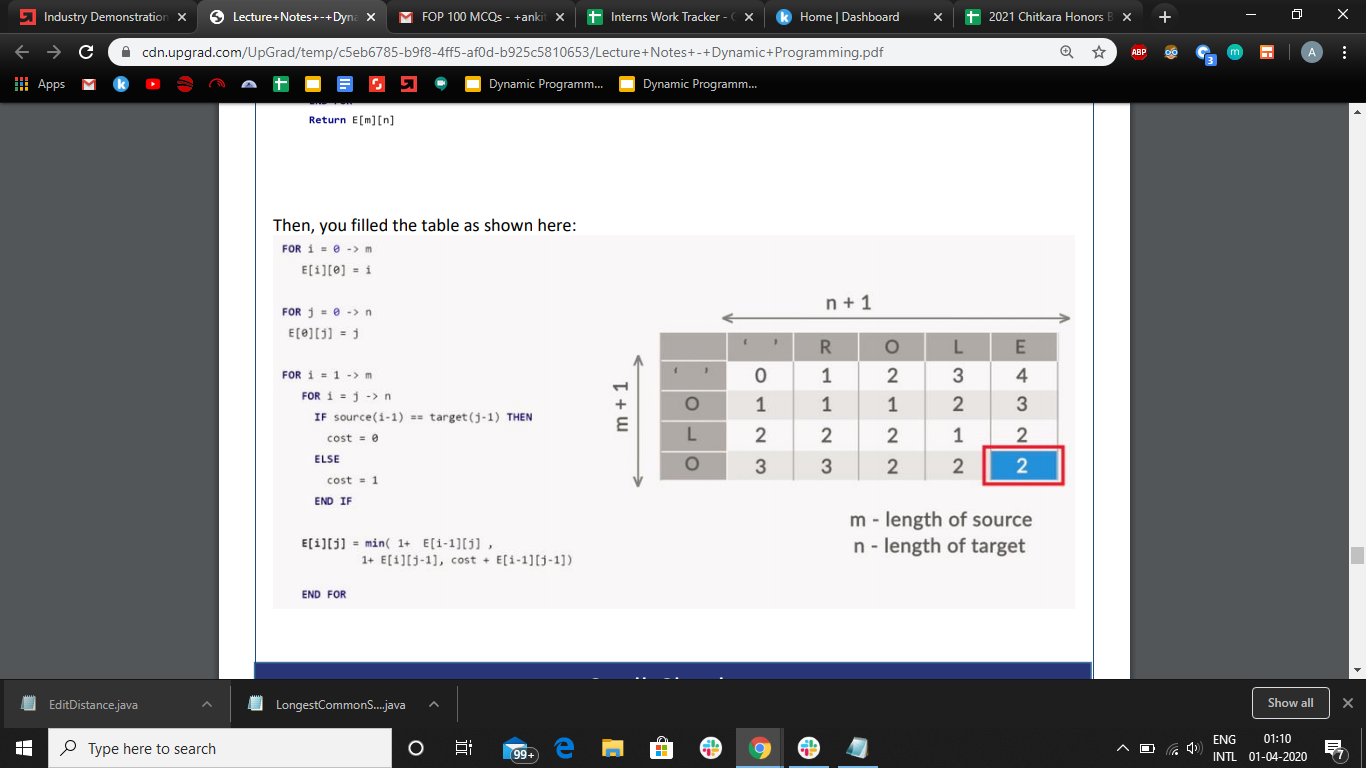 Industry Demonstration
Lecture+Notes+-+Dyna
FOP 100 MCQs - +ankit
Interns Work Tracker - G
Home | Dashboard
2021 Chitkara Honors B
cdn.upgrad.com/UpGrad/temp/c5eb6785-b9f8-4ff5-af0d-b925c5810653/Lecture+Notes+-+Dynamic+Programming.pdf
ABP
3
m
A
Apps
Dynamic Programm...
Dynamic Programm...
END FOR
Return E[m][n]
Then, you filled the table as shown here:
FOR i = 0 -> m
E[i][0] = i
FOR j = 0 -> n
E[0][j] = j
FOR i = 1 -> m
FOR i = j -> n
IF source(i-1) == target(j-1) THEN
cost = 0
ELSE
cost = 1
END IF
E[i][j] = min( 1+ E[i-1][j] ,
1+ E[i][j-1], cost + E[i-1][j-1])
END FOR
n + 1
m + 1
‘ ’ R O L E
‘ ’ 0 1 2 3 4
O 1 1 1 2 3
L 2 2 2 1 2
O 3 3 2 2 2
m - length of source
n - length of target
EditDistance.java
LongestCommonS....java
Show all
Type here to search
99+
ENG
INTL
01:10
01-04-2020
7